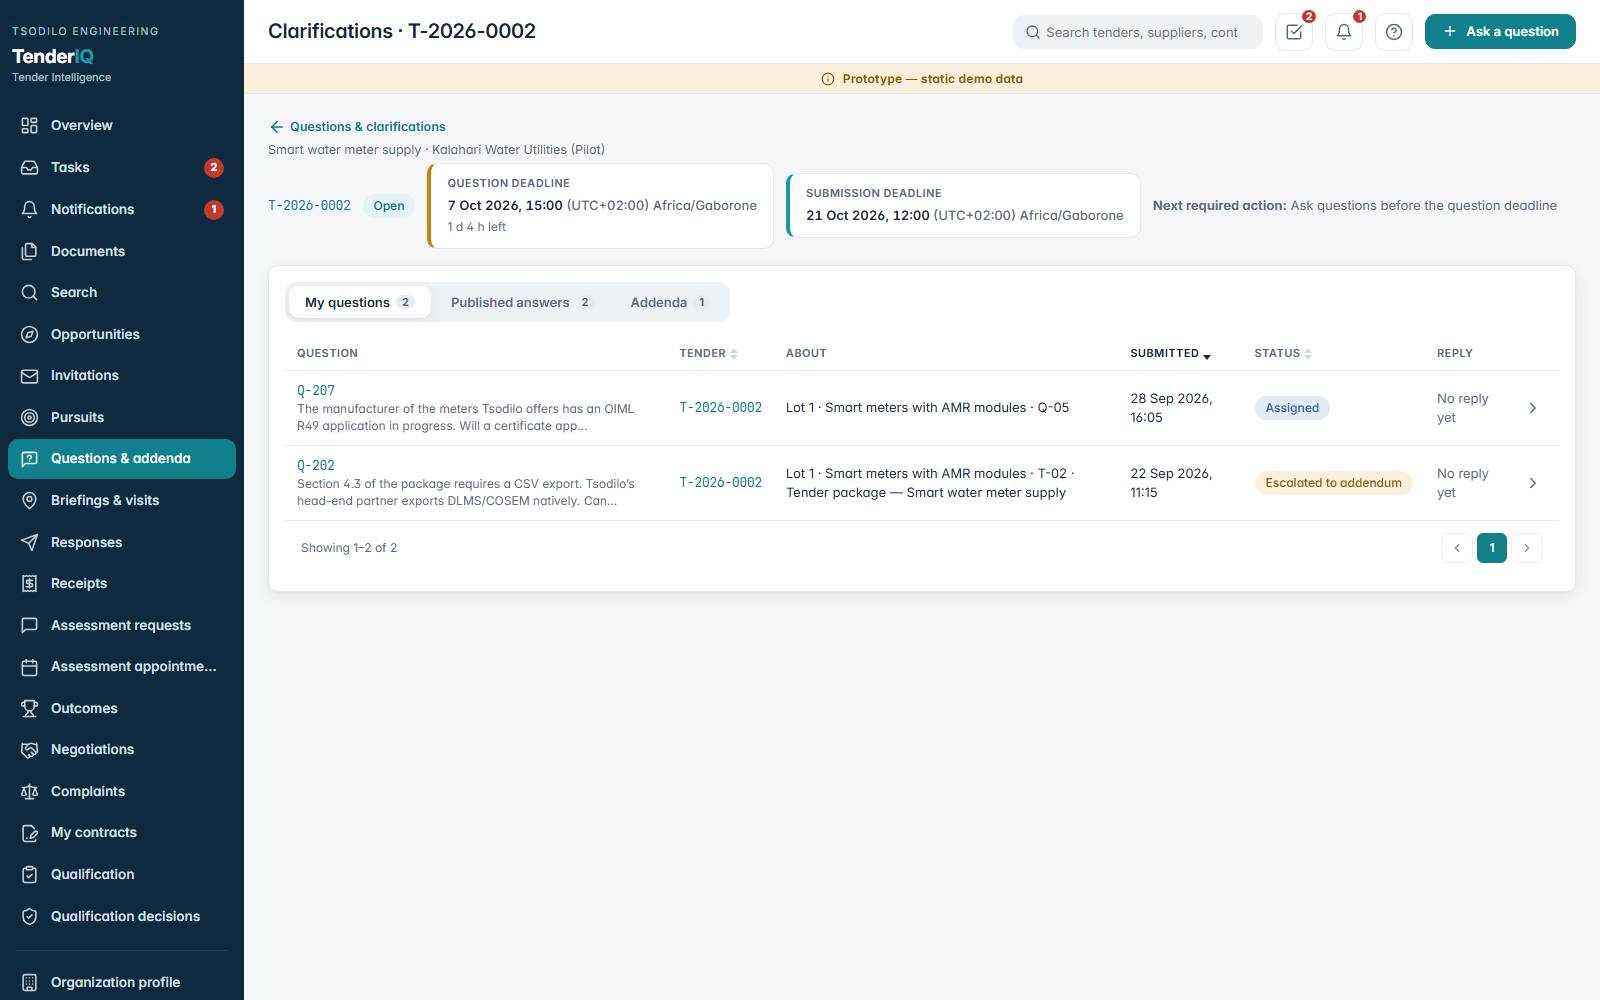 TSODILO ENGINEERING
TenderIQ
Tender Intelligence
Overview
Tasks 2
Notifications 1
Documents
Search
Opportunities
Invitations
Pursuits
Questions & addenda
Briefings & visits
Responses
Receipts
Assessment requests
Assessment appointme...
Outcomes
Negotiations
Complaints
My contracts
Qualification
Qualification decisions
Organization profile
Clarifications · T-2026-0002
Search tenders, suppliers, cont
2
1
Ask a question
Prototype — static demo data
Questions & clarifications
Smart water meter supply · Kalahari Water Utilities (Pilot)
T-2026-0002 Open
QUESTION DEADLINE
7 Oct 2026, 15:00 (UTC+02:00) Africa/Gaborone
1 d 4 h left
SUBMISSION DEADLINE
21 Oct 2026, 12:00 (UTC+02:00) Africa/Gaborone
Next required action: Ask questions before the question deadline
My questions 2 Published answers 2 Addenda 1
QUESTION TENDER ABOUT SUBMITTED STATUS REPLY
Q-207
The manufacturer of the meters Tsodilo offers has an OIML
R49 application in progress. Will a certificate app...
T-2026-0002
Lot 1 · Smart meters with AMR modules · Q-05
28 Sep 2026,
16:05
Assigned
No reply
yet
Q-202
Section 4.3 of the package requires a CSV export. Tsodilo's
head-end partner exports DLMS/COSEM natively. Can...
T-2026-0002
Lot 1 · Smart meters with AMR modules · T-02 ·
Tender package — Smart water meter supply
22 Sep 2026,
11:15
Escalated to addendum
No reply
yet
Showing 1–2 of 2
1